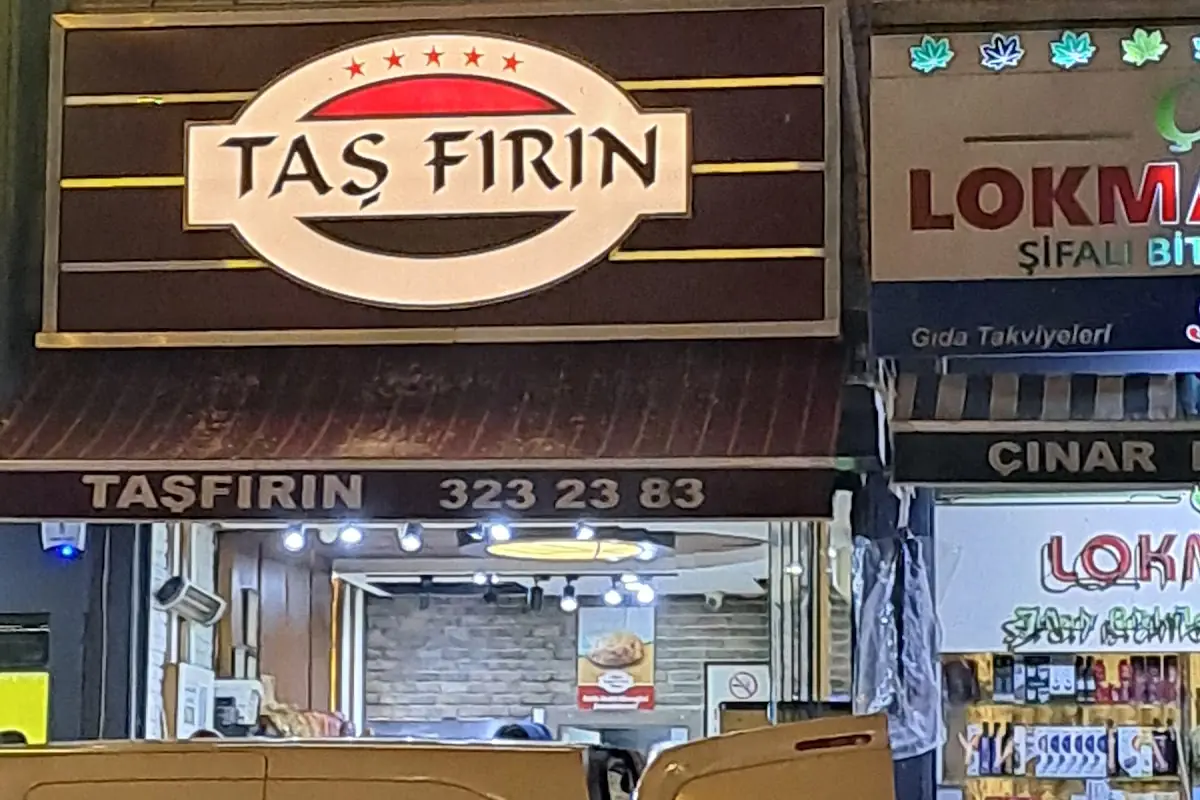 TAŞ FIRIN
TAŞFIRIN 323 23 83
LOKMA
ŞİFALI BİT
Gıda Takviyeleri
ÇINAR
LOKM